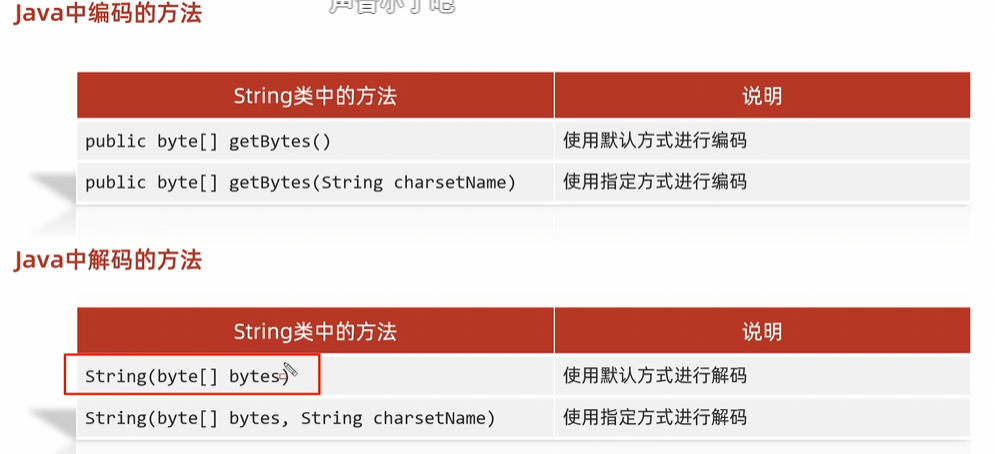 Java中编码的方法
String类中的方法 说明
public byte[] getBytes() 使用默认方式进行编码
public byte[] getBytes(String charsetName) 使用指定方式进行编码
Java中解码的方法
String类中的方法 说明
String(byte[] bytes) 使用默认方式进行解码
String(byte[] bytes, String charsetName) 使用指定方式进行解码